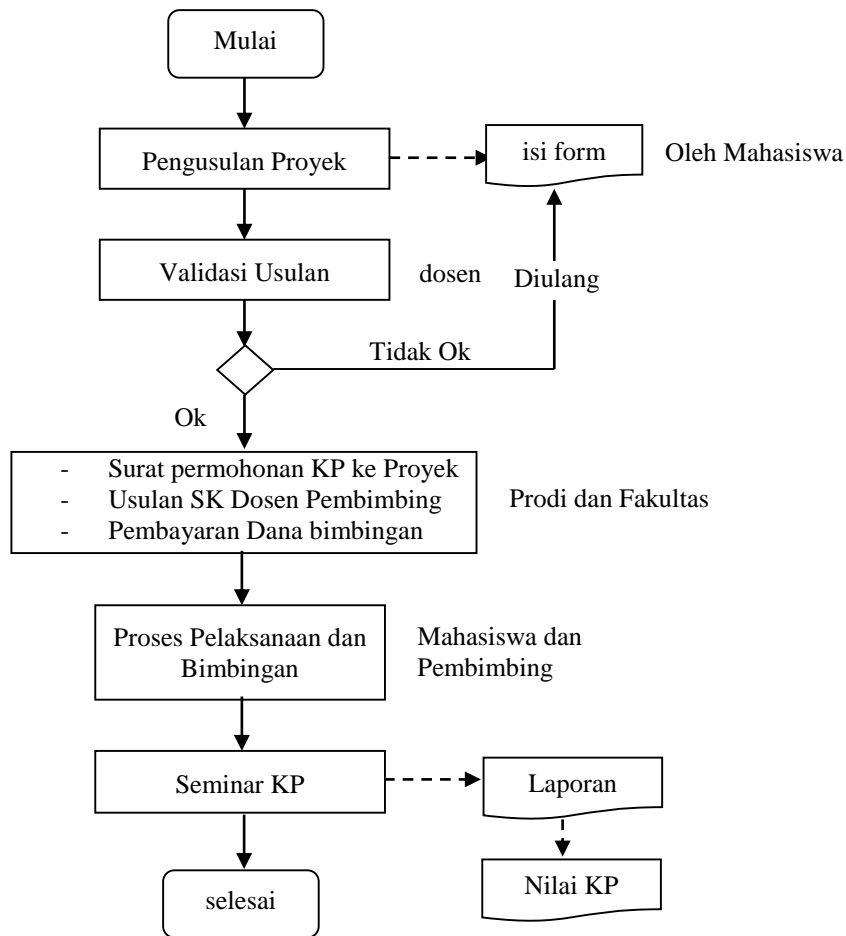 Mulai
Pengusulan Proyek
isi form
Oleh Mahasiswa
Validasi Usulan
dosen
Diulang
Tidak Ok
Ok
- Surat permohonan KP ke Proyek
- Usulan SK Dosen Pembimbing
- Pembayaran Dana bimbingan
Prodi dan Fakultas
Proses Pelaksanaan dan
Bimbingan
Mahasiswa dan
Pembimbing
Seminar KP
Laporan
Nilai KP
selesai